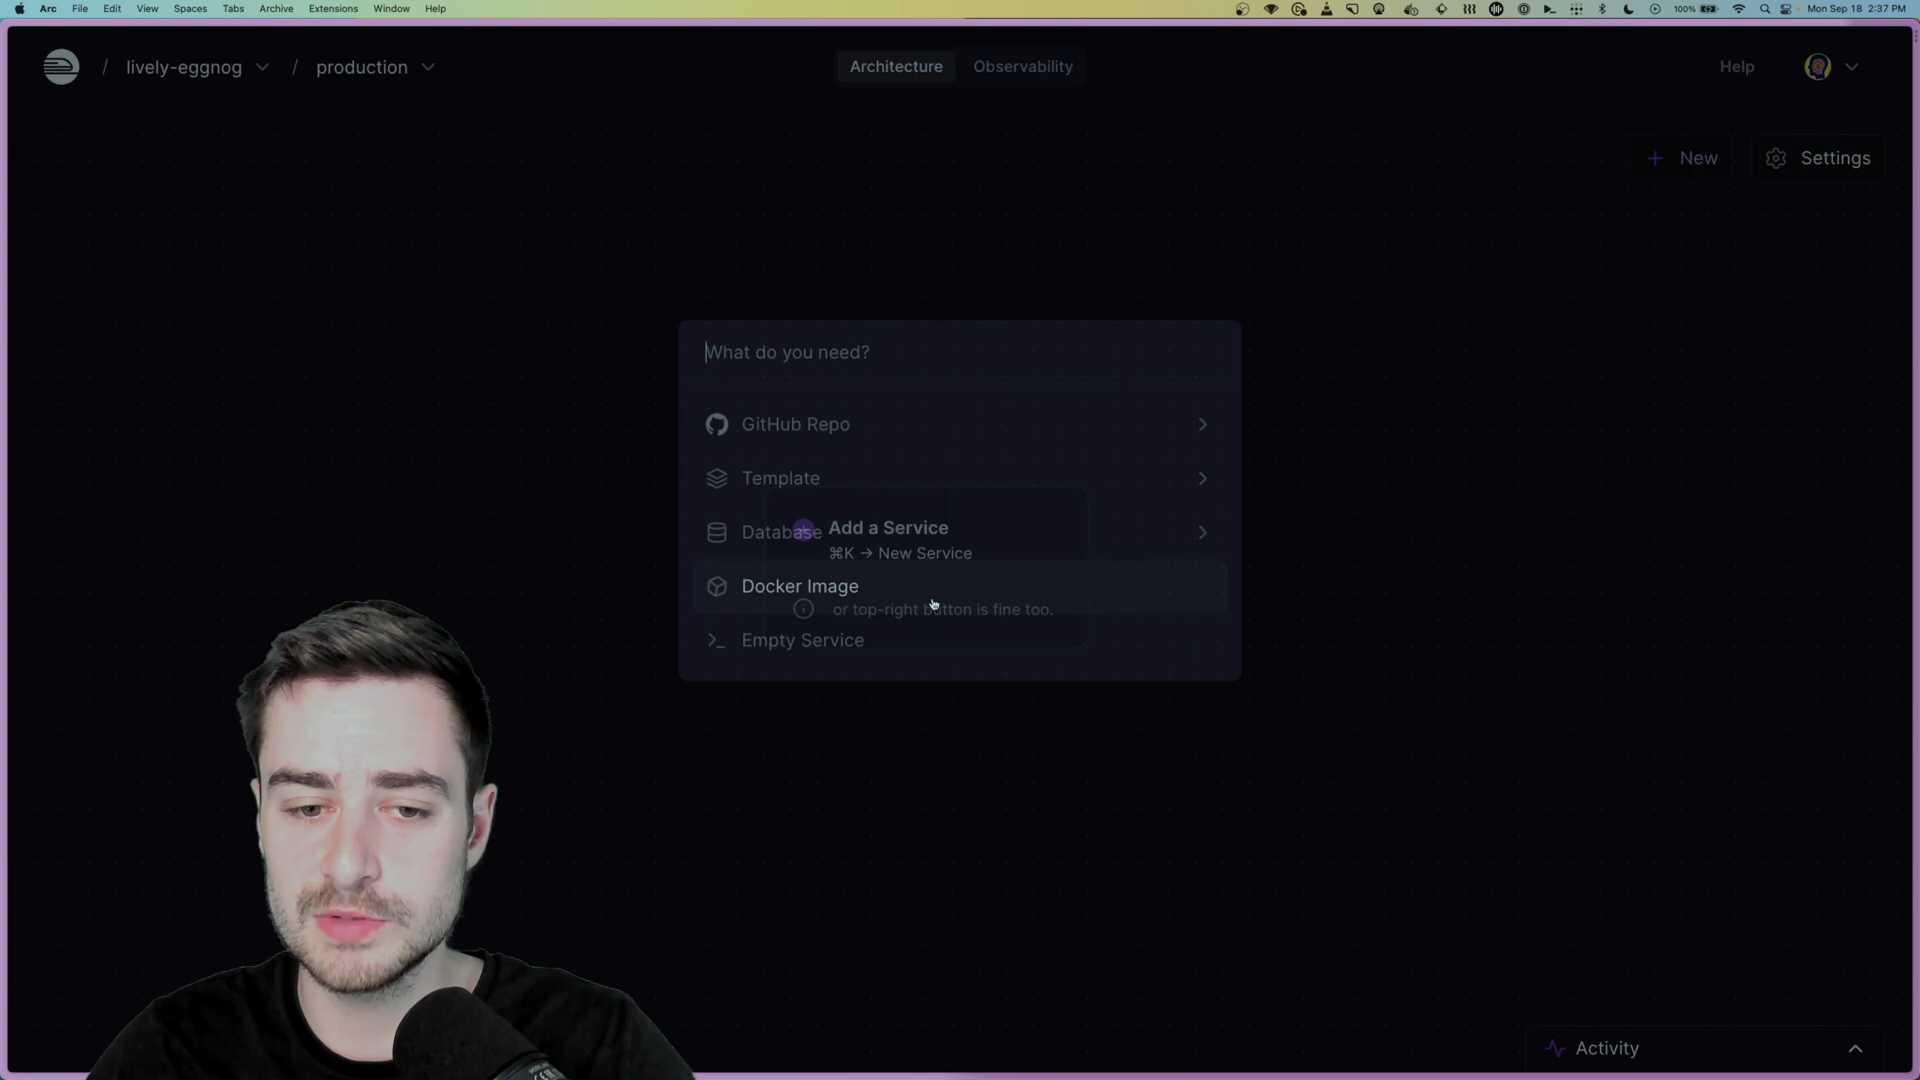 Arc File Edit View Spaces Tabs Archive Extensions Window Help 100% Mon Sep 18 2:37 PM
/ lively-eggnog / production Architecture Observability Help
+ New Settings
What do you need?
GitHub Repo
Template
Database
Add a Service
⌘K → New Service
Docker Image
or top-right button is fine too.
Empty Service
Activity